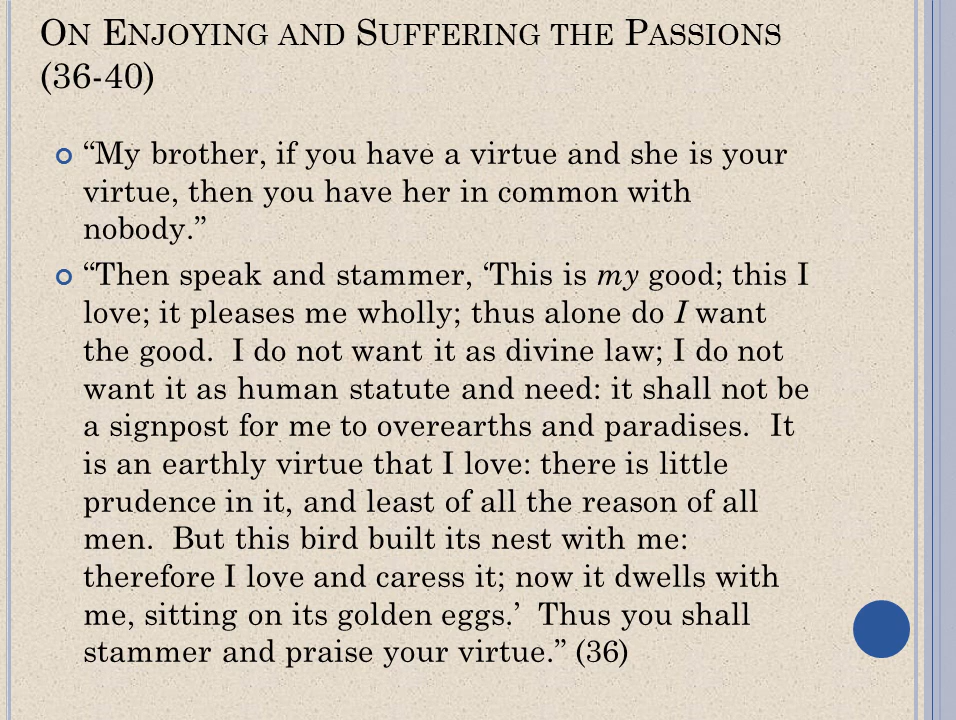 ON ENJOYING AND SUFFERING THE PASSIONS
(36-40)
“My brother, if you have a virtue and she is your
virtue, then you have her in common with
nobody.”
“Then speak and stammer, ‘This is my good; this I
love; it pleases me wholly; thus alone do I want
the good.  I do not want it as divine law; I do not
want it as human statute and need: it shall not be
a signpost for me to overearths and paradises.  It
is an earthly virtue that I love: there is little
prudence in it, and least of all the reason of all
men.  But this bird built its nest with me:
therefore I love and caress it; now it dwells with
me, sitting on its golden eggs.’  Thus you shall
stammer and praise your virtue.” (36)